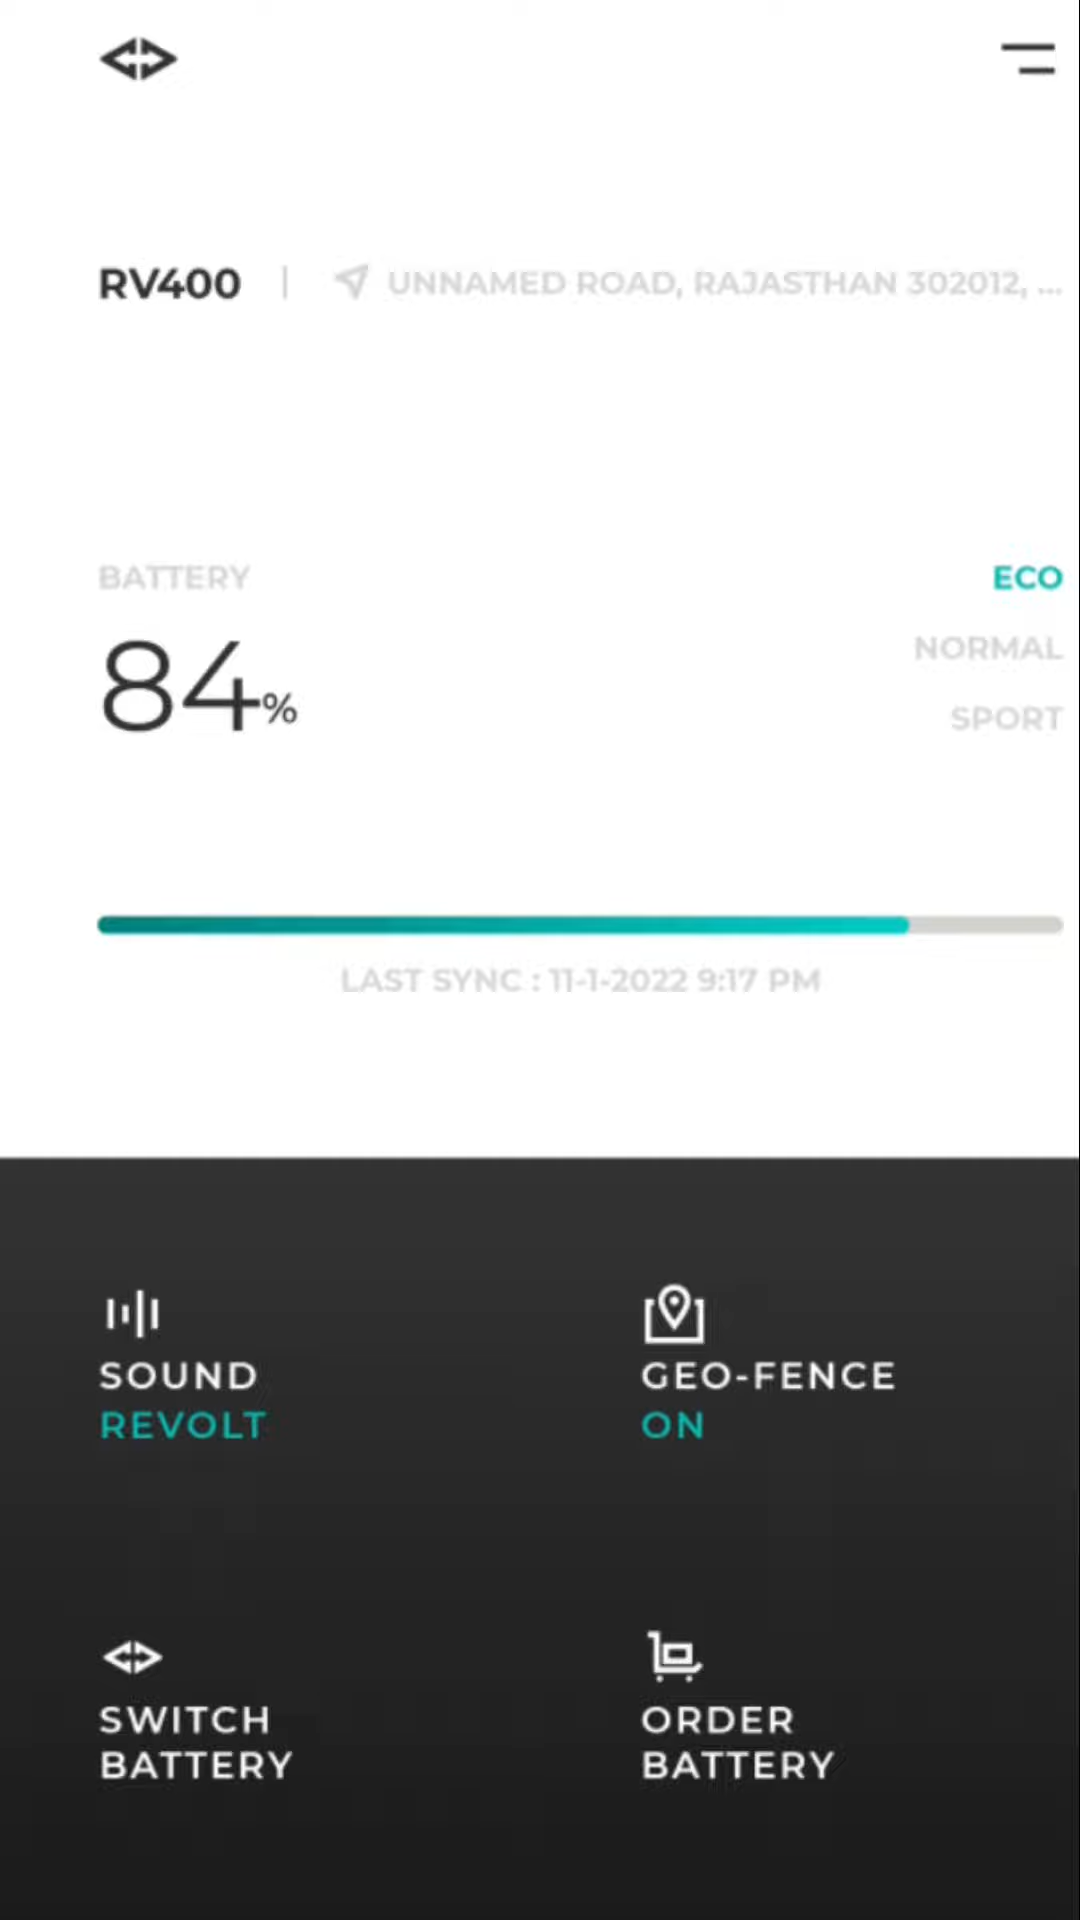 RV400 | UNNAMED ROAD, RAJASTHAN 302012, ...
BATTERY
84%
ECO
NORMAL
SPORT
LAST SYNC : 11-1-2022 9:17 PM
SOUND
REVOLT
GEO-FENCE
ON
SWITCH
BATTERY
ORDER
BATTERY